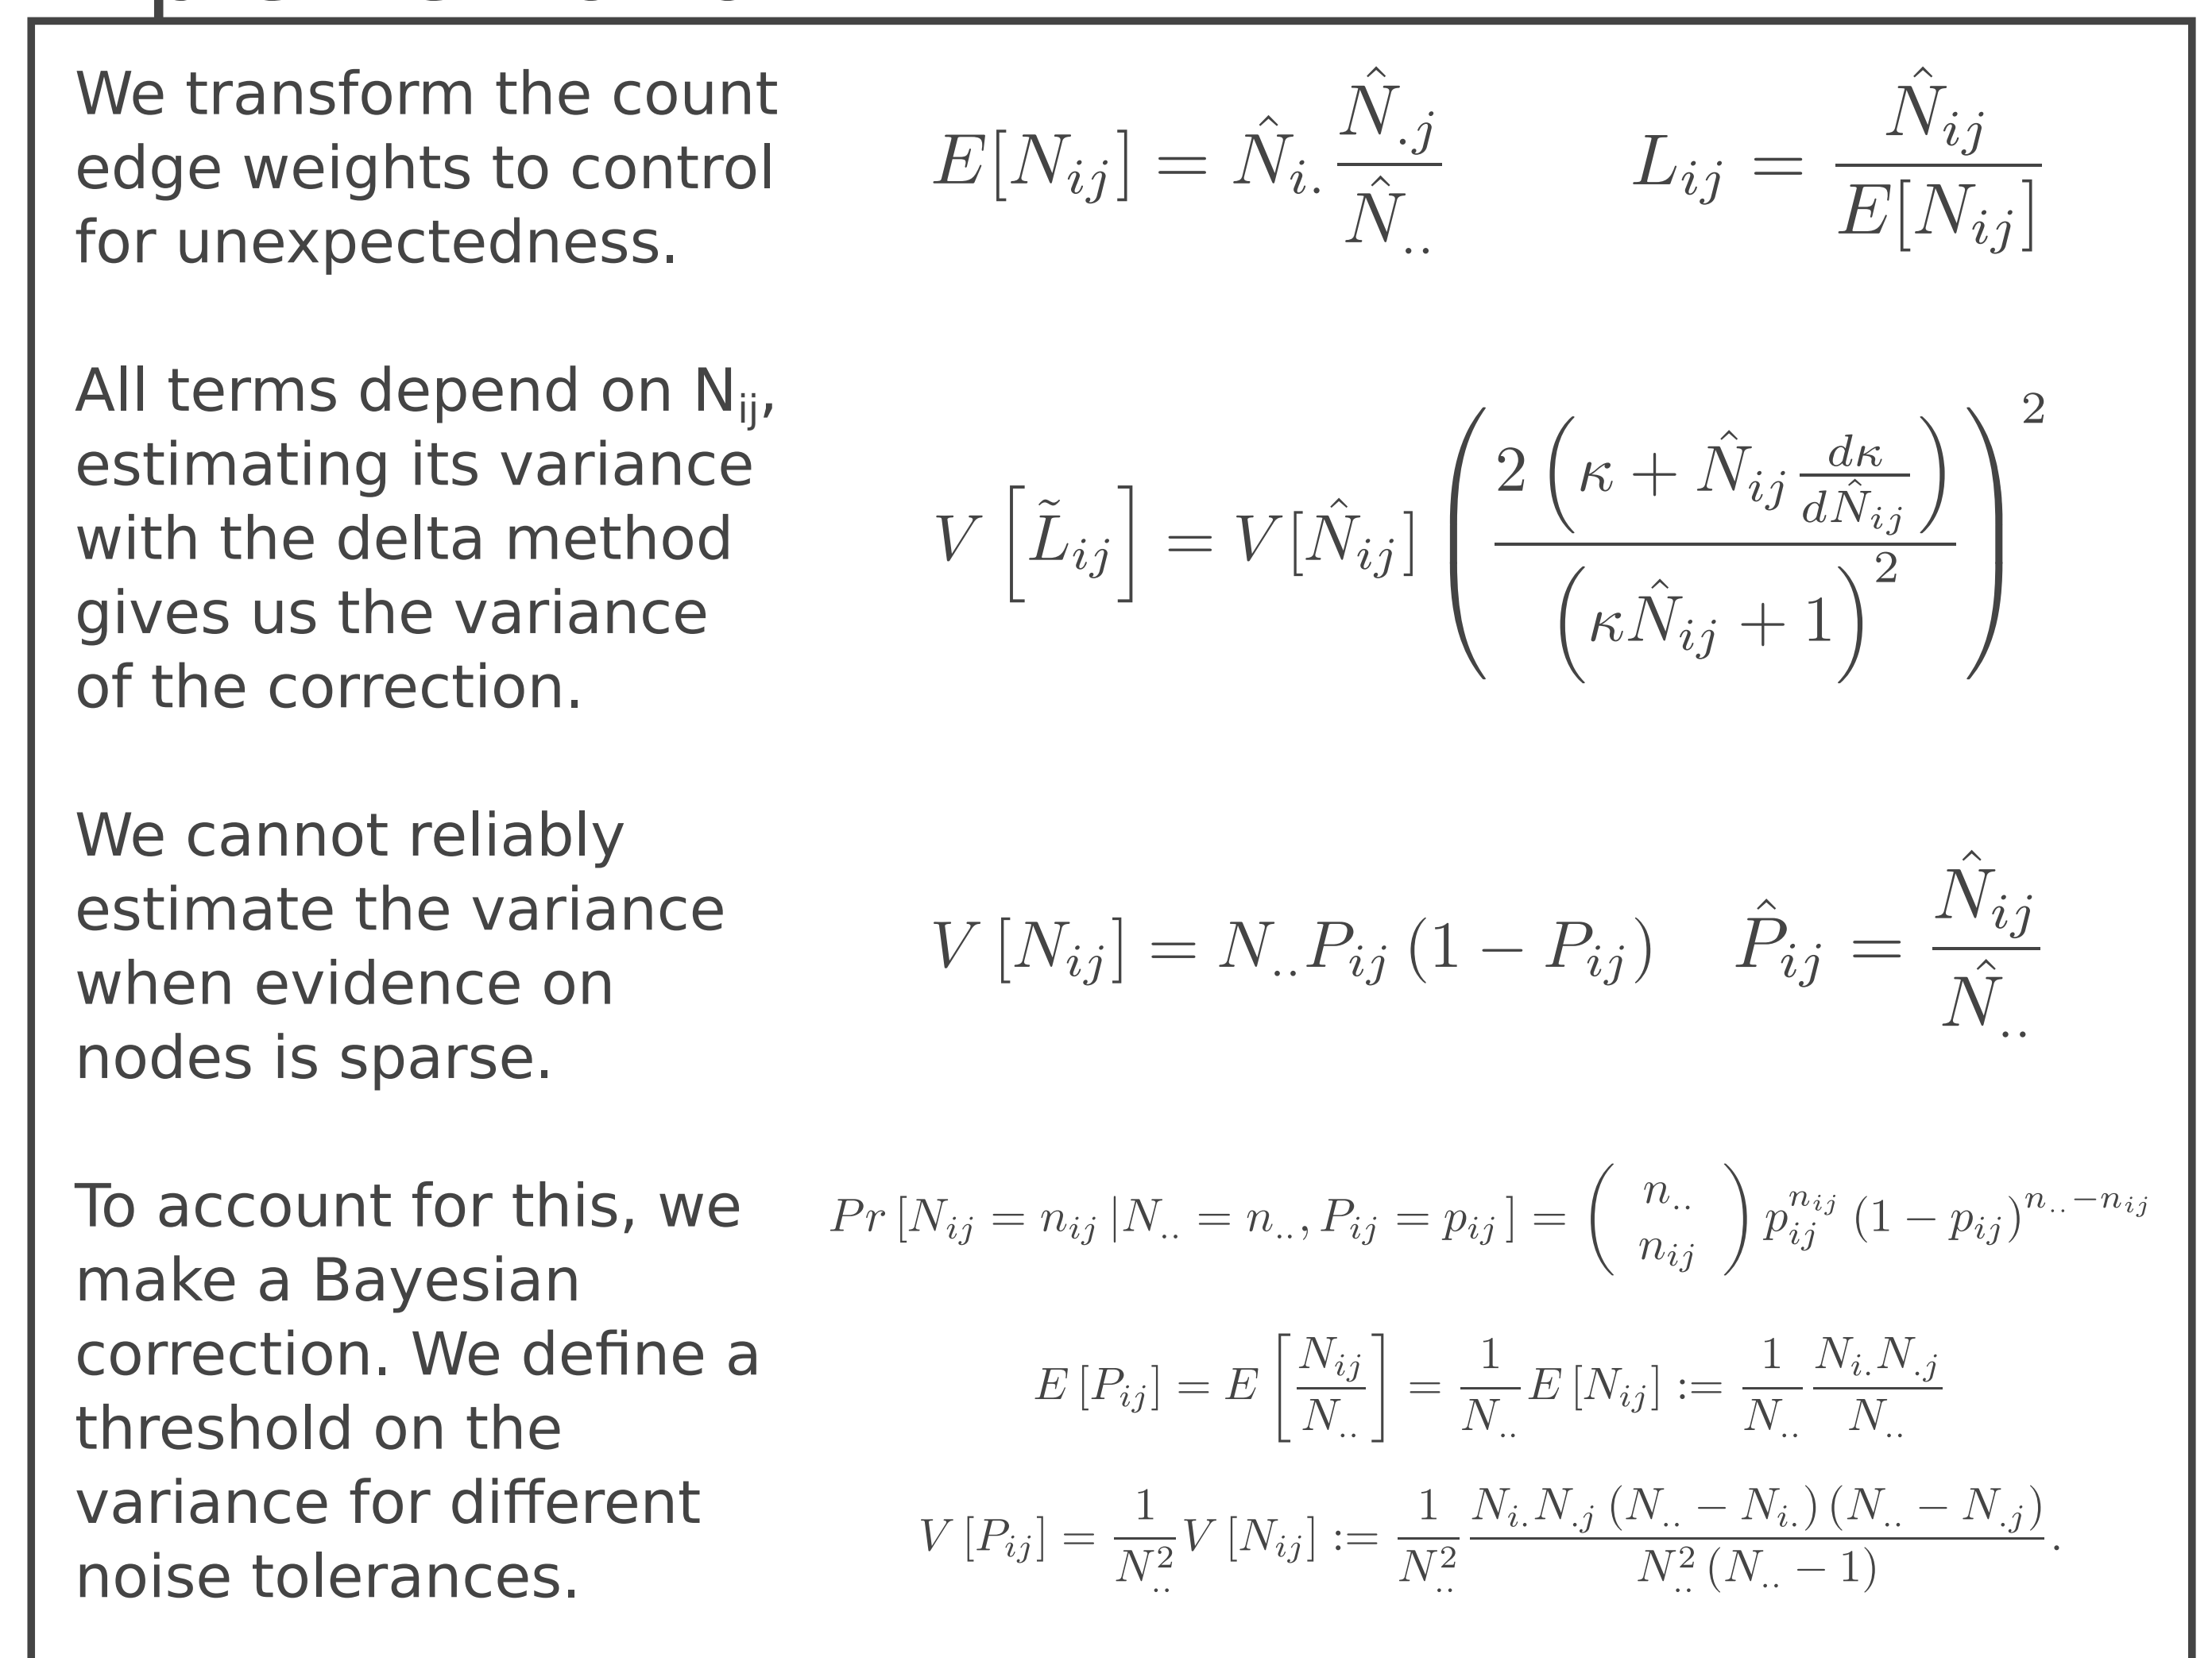 We transform the count
edge weights to control
for unexpectedness.
E[N_{ij}] = \hat{N}_{i.} \frac{\hat{N}_{.j}}{\hat{N}_{..}}
L_{ij} = \frac{\hat{N}_{ij}}{E[N_{ij}]}
All terms depend on N_{ij},
estimating its variance
with the delta method
gives us the variance
of the correction.
V\left[\tilde{L}_{ij}\right] = V[\hat{N}_{ij}] \left( \frac{2\left(\kappa + \hat{N}_{ij} \frac{d\kappa}{d\hat{N}_{ij}}\right)}{\left(\kappa \hat{N}_{ij} + 1\right)^2} \right)^2
We cannot reliably
estimate the variance
when evidence on
nodes is sparse.
V[N_{ij}] = N_{..} P_{ij} (1 - P_{ij})
\hat{P}_{ij} = \frac{\hat{N}_{ij}}{\hat{N}_{..}}
To account for this, we
make a Bayesian
correction. We define a
threshold on the
variance for different
noise tolerances.
Pr[N_{ij} = n_{ij} | N_{..} = n_{..}, P_{ij} = p_{ij}] = \binom{n_{..}}{n_{ij}} p_{ij}^{n_{ij}} (1 - p_{ij})^{n_{..} - n_{ij}}
E[P_{ij}] = E\left[\frac{N_{ij}}{N_{..}}\right] = \frac{1}{N_{..}} E[N_{ij}] := \frac{1}{N_{..}} \frac{N_{i.} N_{.j}}{N_{..}}
V[P_{ij}] = \frac{1}{N_{..}^2} V[N_{ij}] := \frac{1}{N_{..}^2} \frac{N_{i.} N_{.j} (N_{..} - N_{i.}) (N_{..} - N_{.j})}{N_{..}^2 (N_{..} - 1)}.